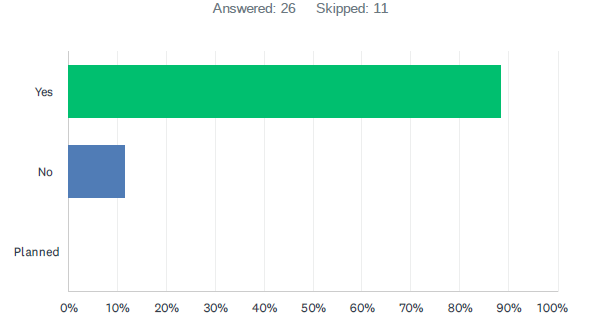 Answered: 26 Skipped: 11
Yes
No
Planned
0% 10% 20% 30% 40% 50% 60% 70% 80% 90% 100%